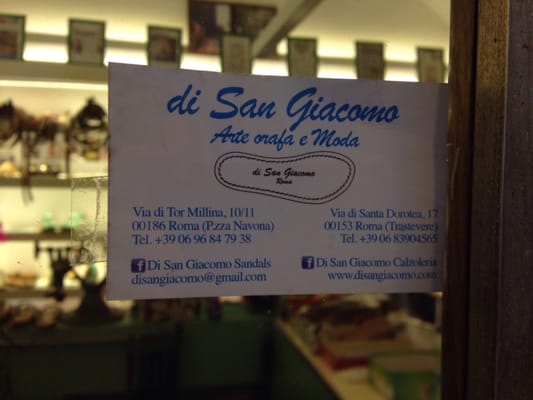 di San Giacomo
Arte orafa e Moda
di San Giacomo
Roma
Via di Tor Millina, 10/11
00186 Roma (P.zza Navona)
Tel. +39 06 96 84 79 38
Di San Giacomo Sandals
disangiacomo@gmail.com
Via di Santa Dorotea, 17
00153 Roma (Trastevere)
Tel. +39 06 83904565
Di San Giacomo Calzoleria
www.disangiacomo.com